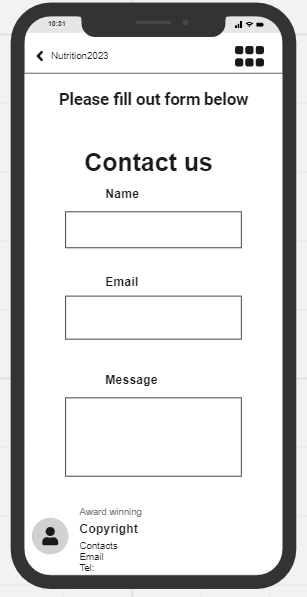 10:31
Nutrition2023
Please fill out form below
Contact us
Name
Email
Message
Award winning
Copyright
Contacts
Email
Tel: